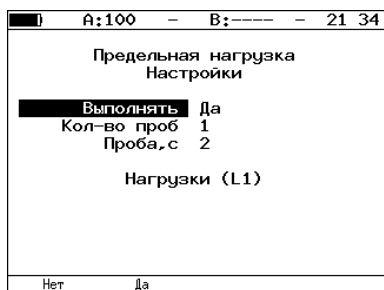 A:100 – B:---- – 21 34
Предельная нагрузка
Настройки
Выполнять Да
Кол-во проб 1
Проба,с 2
Нагрузки (L1)
Нет Да